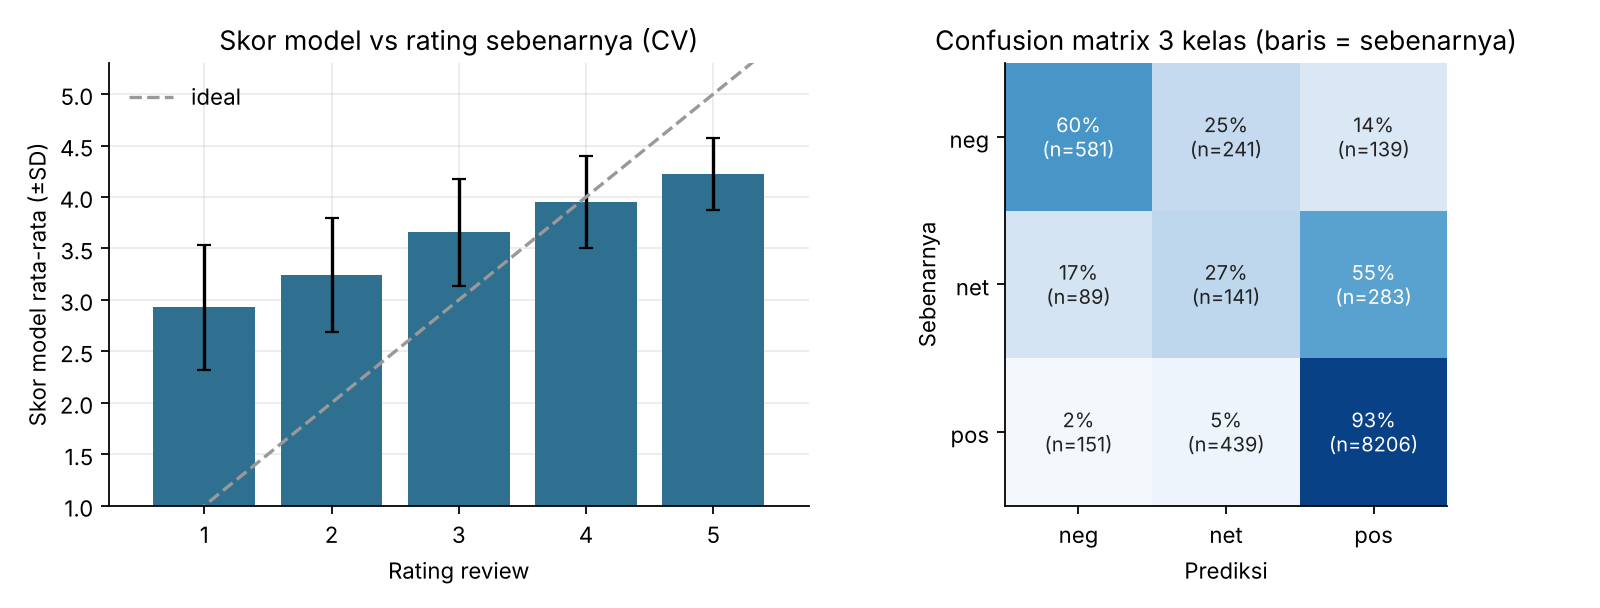 Skor model vs rating sebenarnya (CV)
Skor model rata-rata (±SD)
5.0
4.5
4.0
3.5
3.0
2.5
2.0
1.5
1.0
ideal
1 2 3 4 5
Rating review
Confusion matrix 3 kelas (baris = sebenarnya)
Sebenarnya
neg
60% 25% 14%
(n=581) (n=241) (n=139)
net
17% 27% 55%
(n=89) (n=141) (n=283)
pos
2% 5% 93%
(n=151) (n=439) (n=8206)
neg net pos
Prediksi